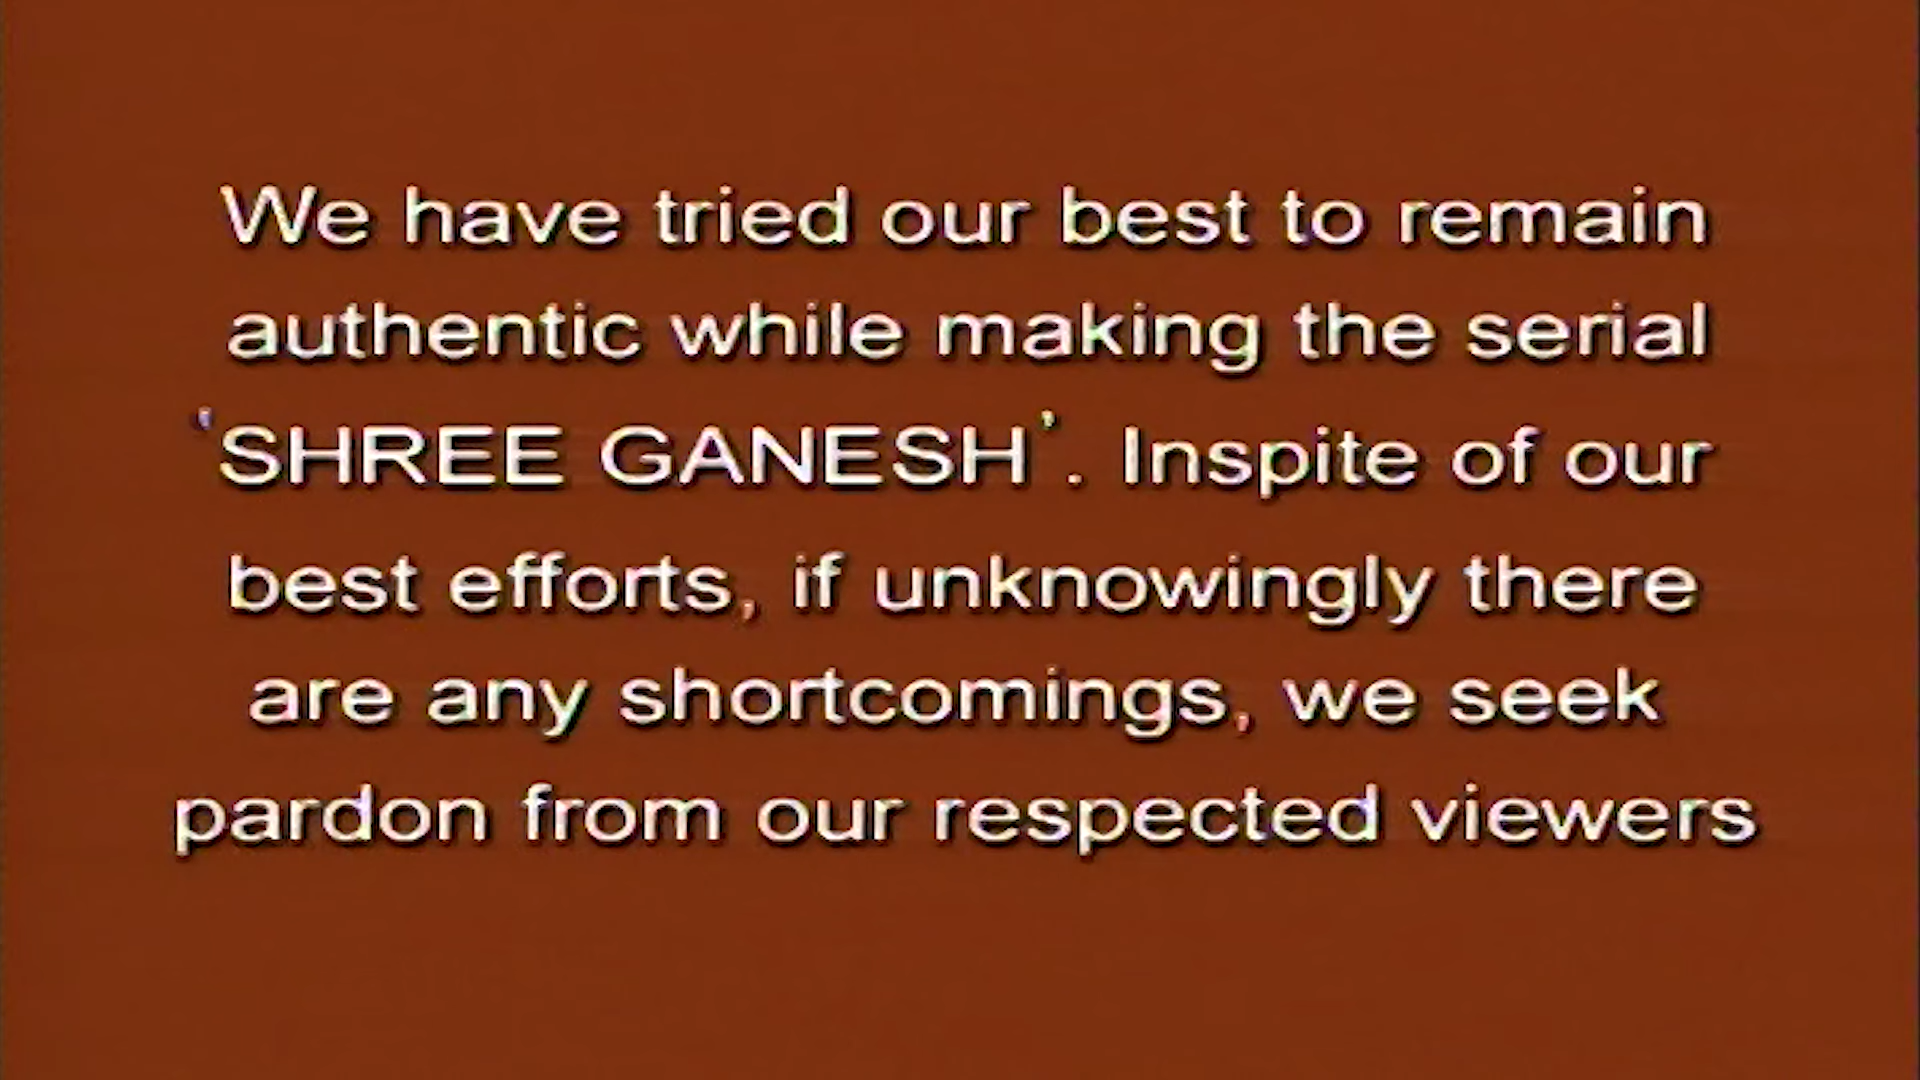 We have tried our best to remain
authentic while making the serial
'SHREE GANESH'. Inspite of our
best efforts, if unknowingly there
are any shortcomings, we seek
pardon from our respected viewers